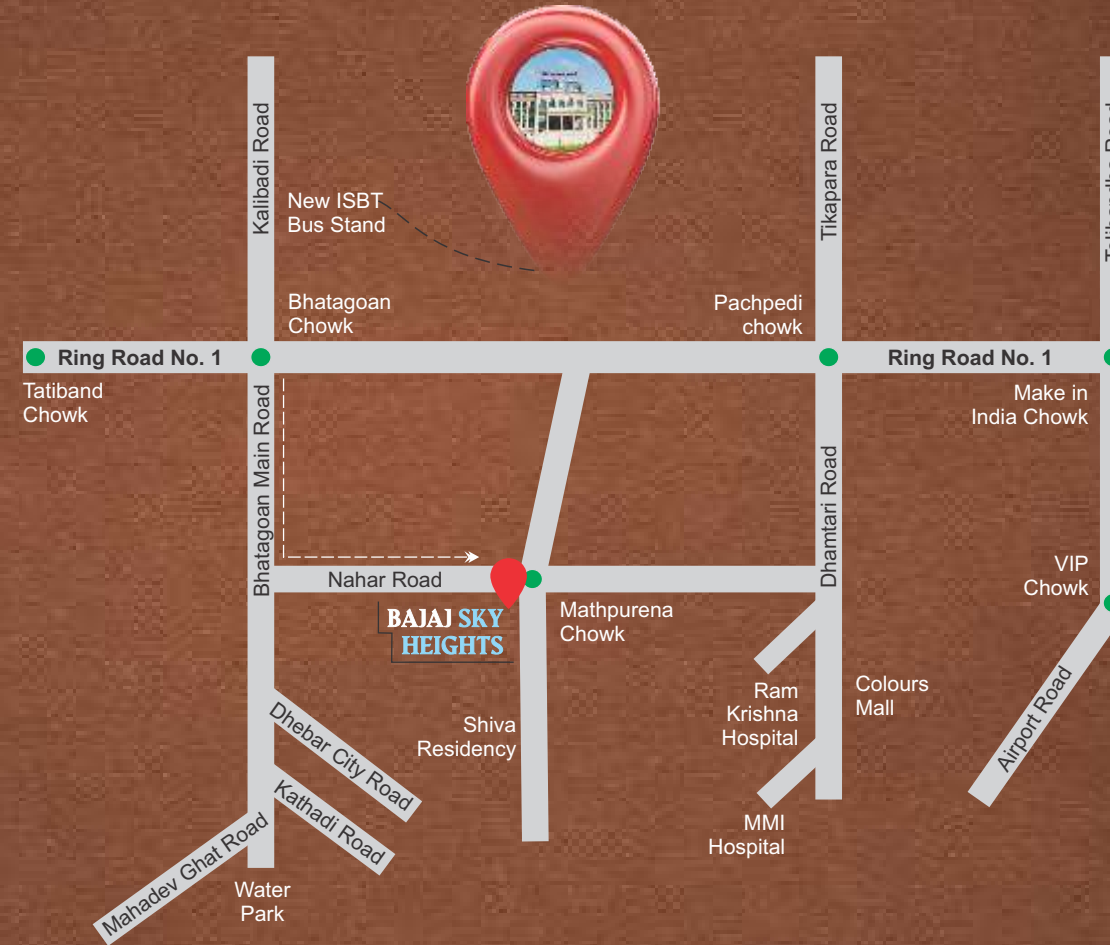 Kalibadi Road
New ISBT
Bus Stand
Tikapara Road
Bhatagoan
Chowk
Pachpedi
chowk
Ring Road No. 1
Ring Road No. 1
Tatiband
Chowk
Make in
India Chowk
Bhatagoan Main Road
Dhamtari Road
Nahar Road
VIP
Chowk
BAJAJ SKY
HEIGHTS
Mathpurena
Chowk
Ram
Krishna
Hospital
Colours
Mall
Airport Road
Shiva
Residency
Dhebar City Road
Kathadi Road
Mahadev Ghat Road
MMI
Hospital
Water
Park